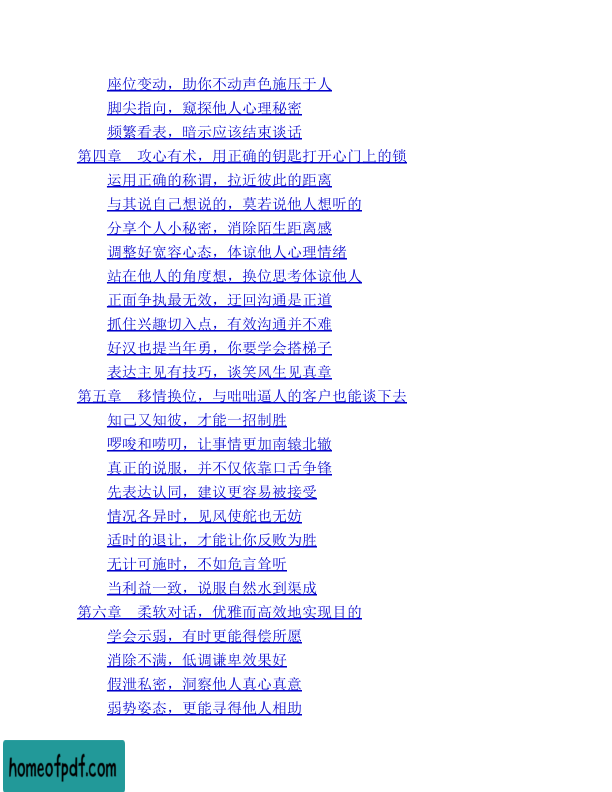 座位变动，助你不动声色施压于人
脚尖指向，窥探他人心理秘密
频繁看表，暗示应该结束谈话
第四章　攻心有术，用正确的钥匙打开心门上的锁
运用正确的称谓，拉近彼此的距离
与其说自己想说的，莫若说他人想听的
分享个人小秘密，消除陌生距离感
调整好宽容心态，体谅他人心理情绪
站在他人的角度想，换位思考体谅他人
正面争执最无效，迂回沟通是正道
抓住兴趣切入点，有效沟通并不难
好汉也提当年勇，你要学会搭梯子
表达主见有技巧，谈笑风生见真章
第五章　移情换位，与咄咄逼人的客户也能谈下去
知己又知彼，才能一招制胜
啰唆和唠叨，让事情更加南辕北辙
真正的说服，并不仅依靠口舌争锋
先表达认同，建议更容易被接受
情况各异时，见风使舵也无妨
适时的退让，才能让你反败为胜
无计可施时，不如危言耸听
当利益一致，说服自然水到渠成
第六章　柔软对话，优雅而高效地实现目的
学会示弱，有时更能得偿所愿
消除不满，低调谦卑效果好
假泄私密，洞察他人真心真意
弱势姿态，更能寻得他人相助
homeofpdf.com